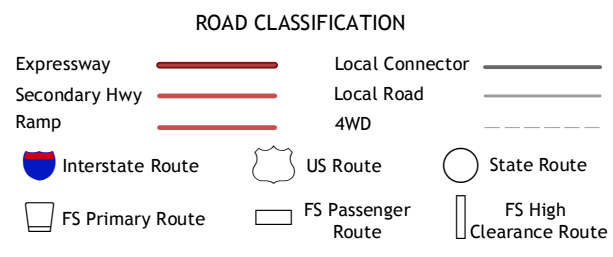 ROAD CLASSIFICATION
Expressway
Local Connector
Secondary Hwy
Local Road
Ramp
4WD
Interstate Route
US Route
State Route
FS Primary Route
FS Passenger
Route
FS High
Clearance Route